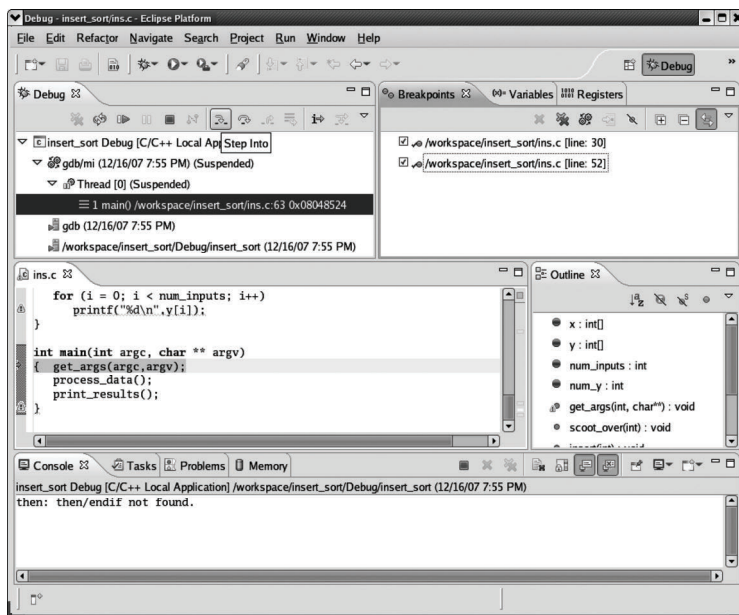 Debug - insert_sort/ins.c - Eclipse Platform
File Edit Refactor Navigate Search Project Run Window Help
Debug
Debug
Step Into
insert_sort Debug [C/C++ Local App
gdb/mi (12/16/07 7:55 PM) (Suspended)
Thread [0] (Suspended)
1 main() /workspace/insert_sort/ins.c:63 0x08048524
gdb (12/16/07 7:55 PM)
/workspace/insert_sort/Debug/insert_sort (12/16/07 7:55 PM)
Breakpoints (x)= Variables Registers
/workspace/insert_sort/ins.c [line: 30]
/workspace/insert_sort/ins.c [line: 52]
ins.c
for (i = 0; i < num_inputs; i++)
printf("%d\n",y[i]);
}
int main(int argc, char ** argv)
{ get_args(argc,argv);
process_data();
print_results();
}
Outline
x : int[]
y : int[]
num_inputs : int
num_y : int
get_args(int, char**) : void
scoot_over(int) : void
Console Tasks Problems Memory
insert_sort Debug [C/C++ Local Application] /workspace/insert_sort/Debug/insert_sort (12/16/07 7:55 PM)
then: then/endif not found.